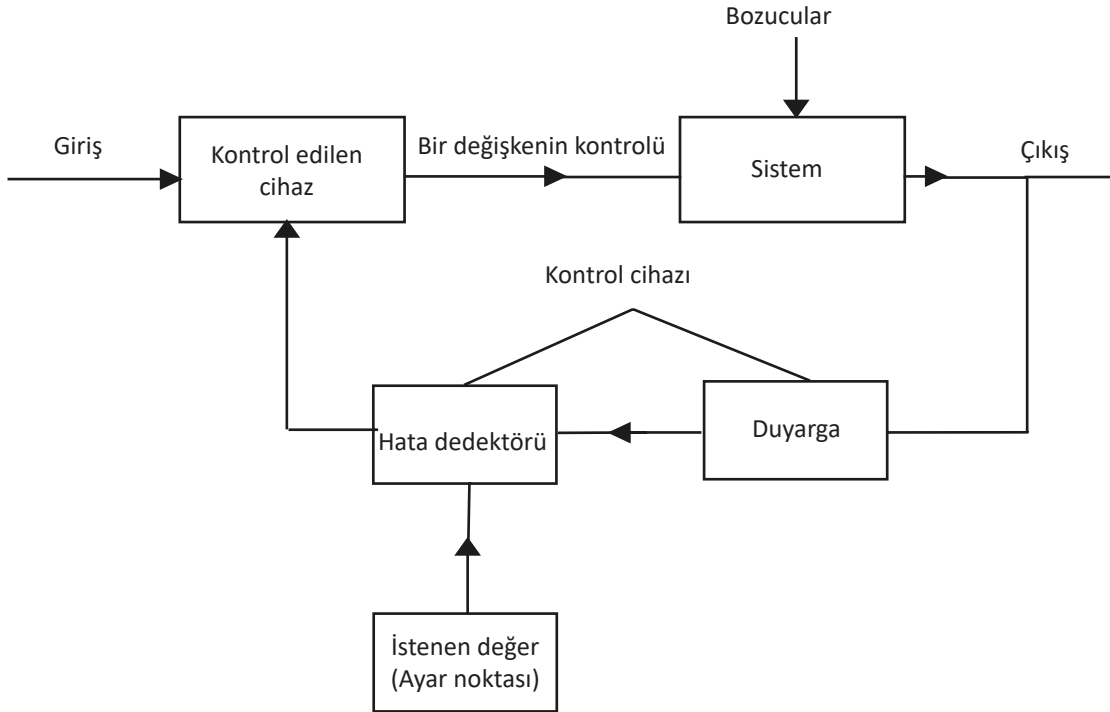 Bozucular
Giriş
Kontrol edilen
cihaz
Bir değişkenin kontrolü
Sistem
Çıkış
Kontrol cihazı
Hata dedektörü
Duyarga
İstenen değer
(Ayar noktası)